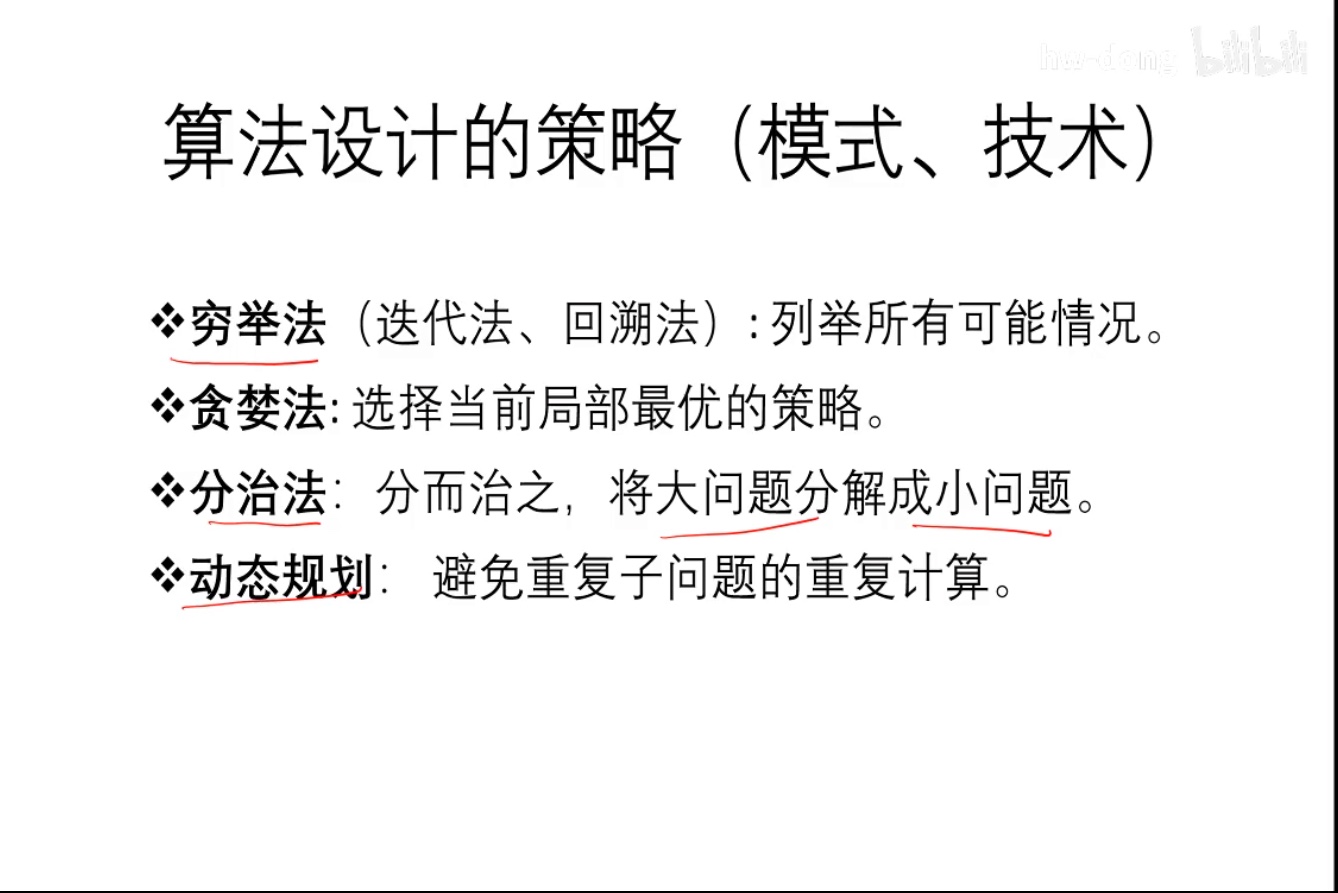 hw-dong bilibili
算法设计的策略（模式、技术）
❖穷举法（迭代法、回溯法）: 列举所有可能情况。
❖贪婪法: 选择当前局部最优的策略。
❖分治法： 分而治之，将大问题分解成小问题。
❖动态规划： 避免重复子问题的重复计算。